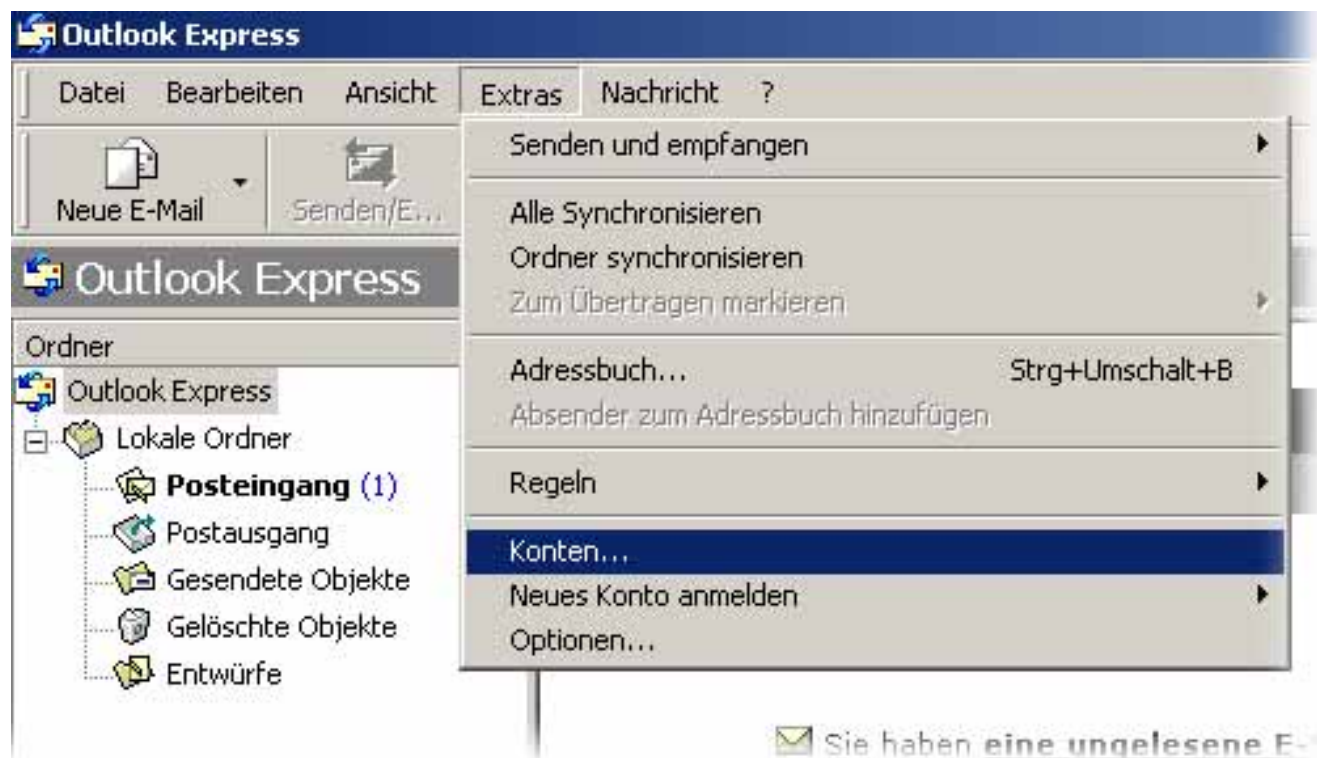 Outlook Express
Datei Bearbeiten Ansicht Extras Nachricht ?
Neue E-Mail Senden/E...
Outlook Express
Ordner
Outlook Express
Lokale Ordner
Posteingang (1)
Postausgang
Gesendete Objekte
Gelöschte Objekte
Entwürfe
Senden und empfangen
Alle Synchronisieren
Ordner synchronisieren
Zum Übertragen markieren
Adressbuch... Strg+Umschalt+B
Absender zum Adressbuch hinzufügen
Regeln
Konten...
Neues Konto anmelden
Optionen...
Sie haben eine ungelesene E-